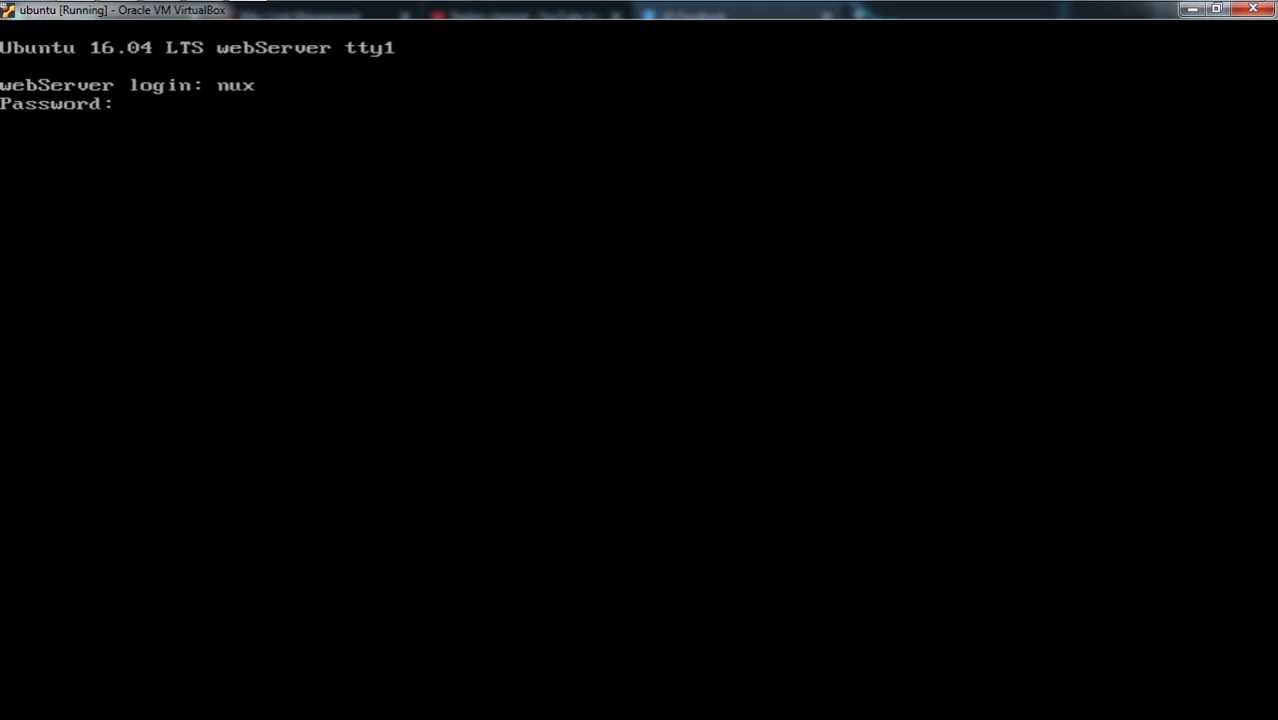 ubuntu [Running] - Oracle VM VirtualBox
Ubuntu 16.04 LTS webServer tty1
webServer login: nux
Password: